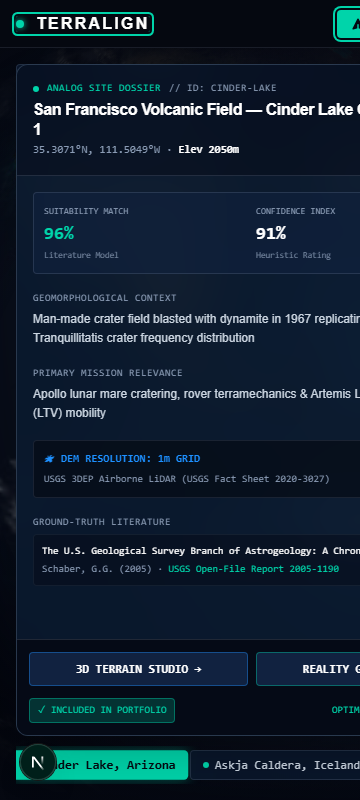 TERRALIGN
ANALOG SITE DOSSIER // ID: CINDER-LAKE
San Francisco Volcanic Field — Cinder Lake
1
35.3071°N, 111.5049°W · Elev 2050m
SUITABILITY MATCH CONFIDENCE INDEX
96% 91%
Literature Model Heuristic Rating
GEOMORPHOLOGICAL CONTEXT
Man-made crater field blasted with dynamite in 1967
Tranquillitatis crater frequency distribution
PRIMARY MISSION RELEVANCE
Apollo lunar mare cratering, rover terramechanics & Artemis
(LTV) mobility
DEM RESOLUTION: 1m GRID
USGS 3DEP Airborne LiDAR (USGS Fact Sheet 2020-3027)
GROUND-TRUTH LITERATURE
The U.S. Geological Survey Branch of Astrogeology: A
Schaber, G.G. (2005) · USGS Open-File Report 2005-1190
3D TERRAIN STUDIO → REALITY
✓ INCLUDED IN PORTFOLIO
N Lake, Arizona Askja Caldera, Iceland